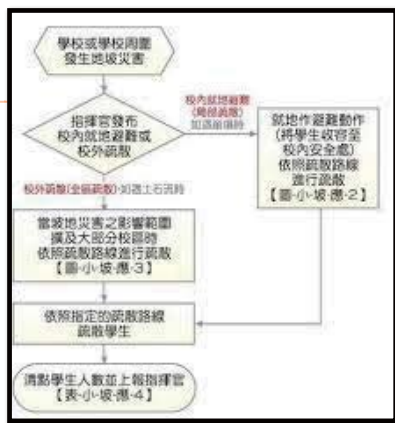 學校或學校周圍
發生坡地災害
指揮官發布
校內就地避難或
校外疏散
校內就地避難
(局部疏散)
如遇崩塌時
就地作避難動作
(將學生收容至
校內安全處)
依照疏散路線
進行疏散
【圖-小-坡-應-2】
校外疏散(全區疏散)-如遇土石流時
當坡地災害之影響範圍
擴及大部分校區時
依照疏散路線進行疏散
【圖-小-坡-應-3】
依照指定的疏散路線
疏散學生
清點學生人數並上報指揮官
【表-小-坡-應-4】